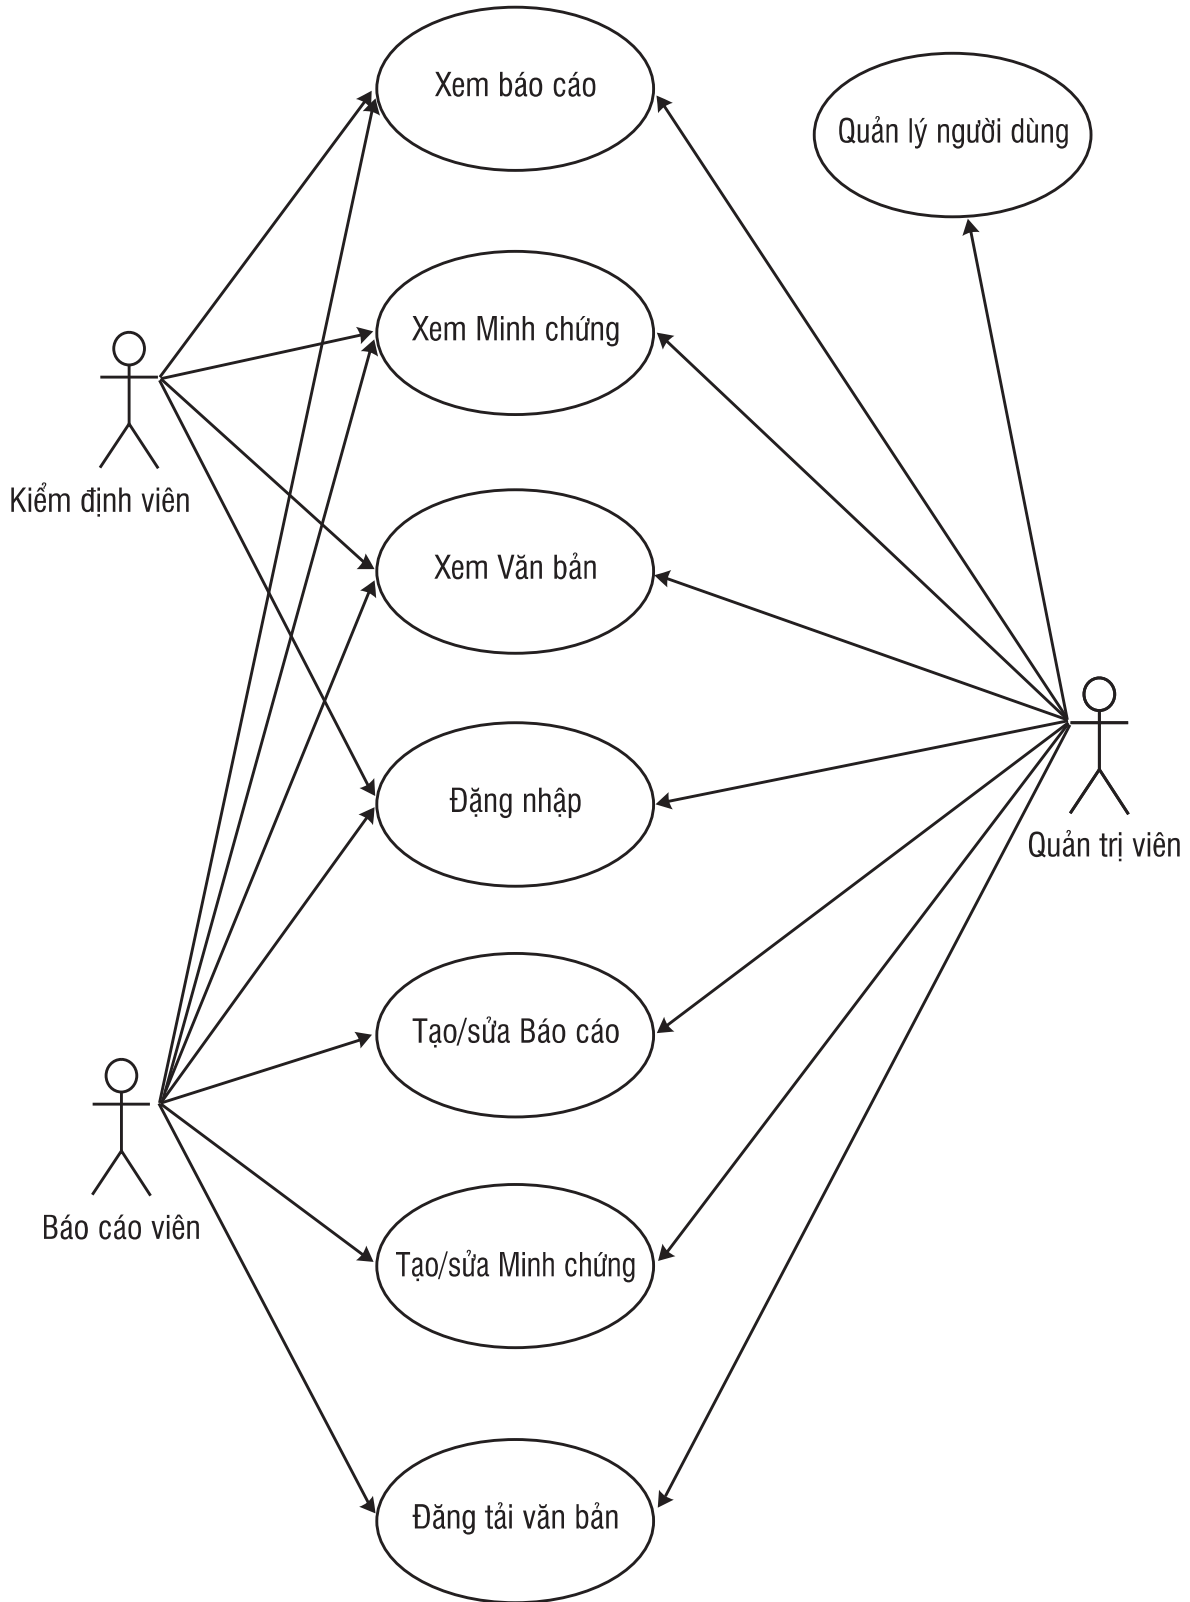 Xem báo cáo
Quản lý người dùng
Xem Minh chứng
Kiểm định viên
Xem Văn bản
Đặng nhập
Quản trị viên
Tạo/sửa Báo cáo
Báo cáo viên
Tạo/sửa Minh chứng
Đăng tải văn bản